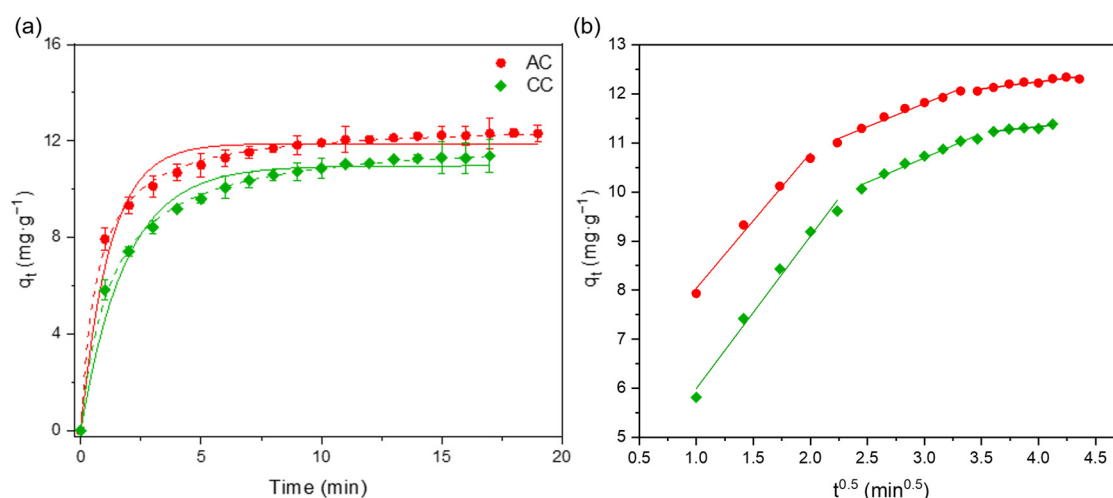 (a)
16
12
8
4
0
qt (mg·g⁻¹)
0 5 10 15 20
Time (min)
AC
CC
(b)
13
12
11
10
9
8
7
6
5
qt (mg·g⁻¹)
0.5 1.0 1.5 2.0 2.5 3.0 3.5 4.0 4.5
t⁰·⁵ (min⁰·⁵)